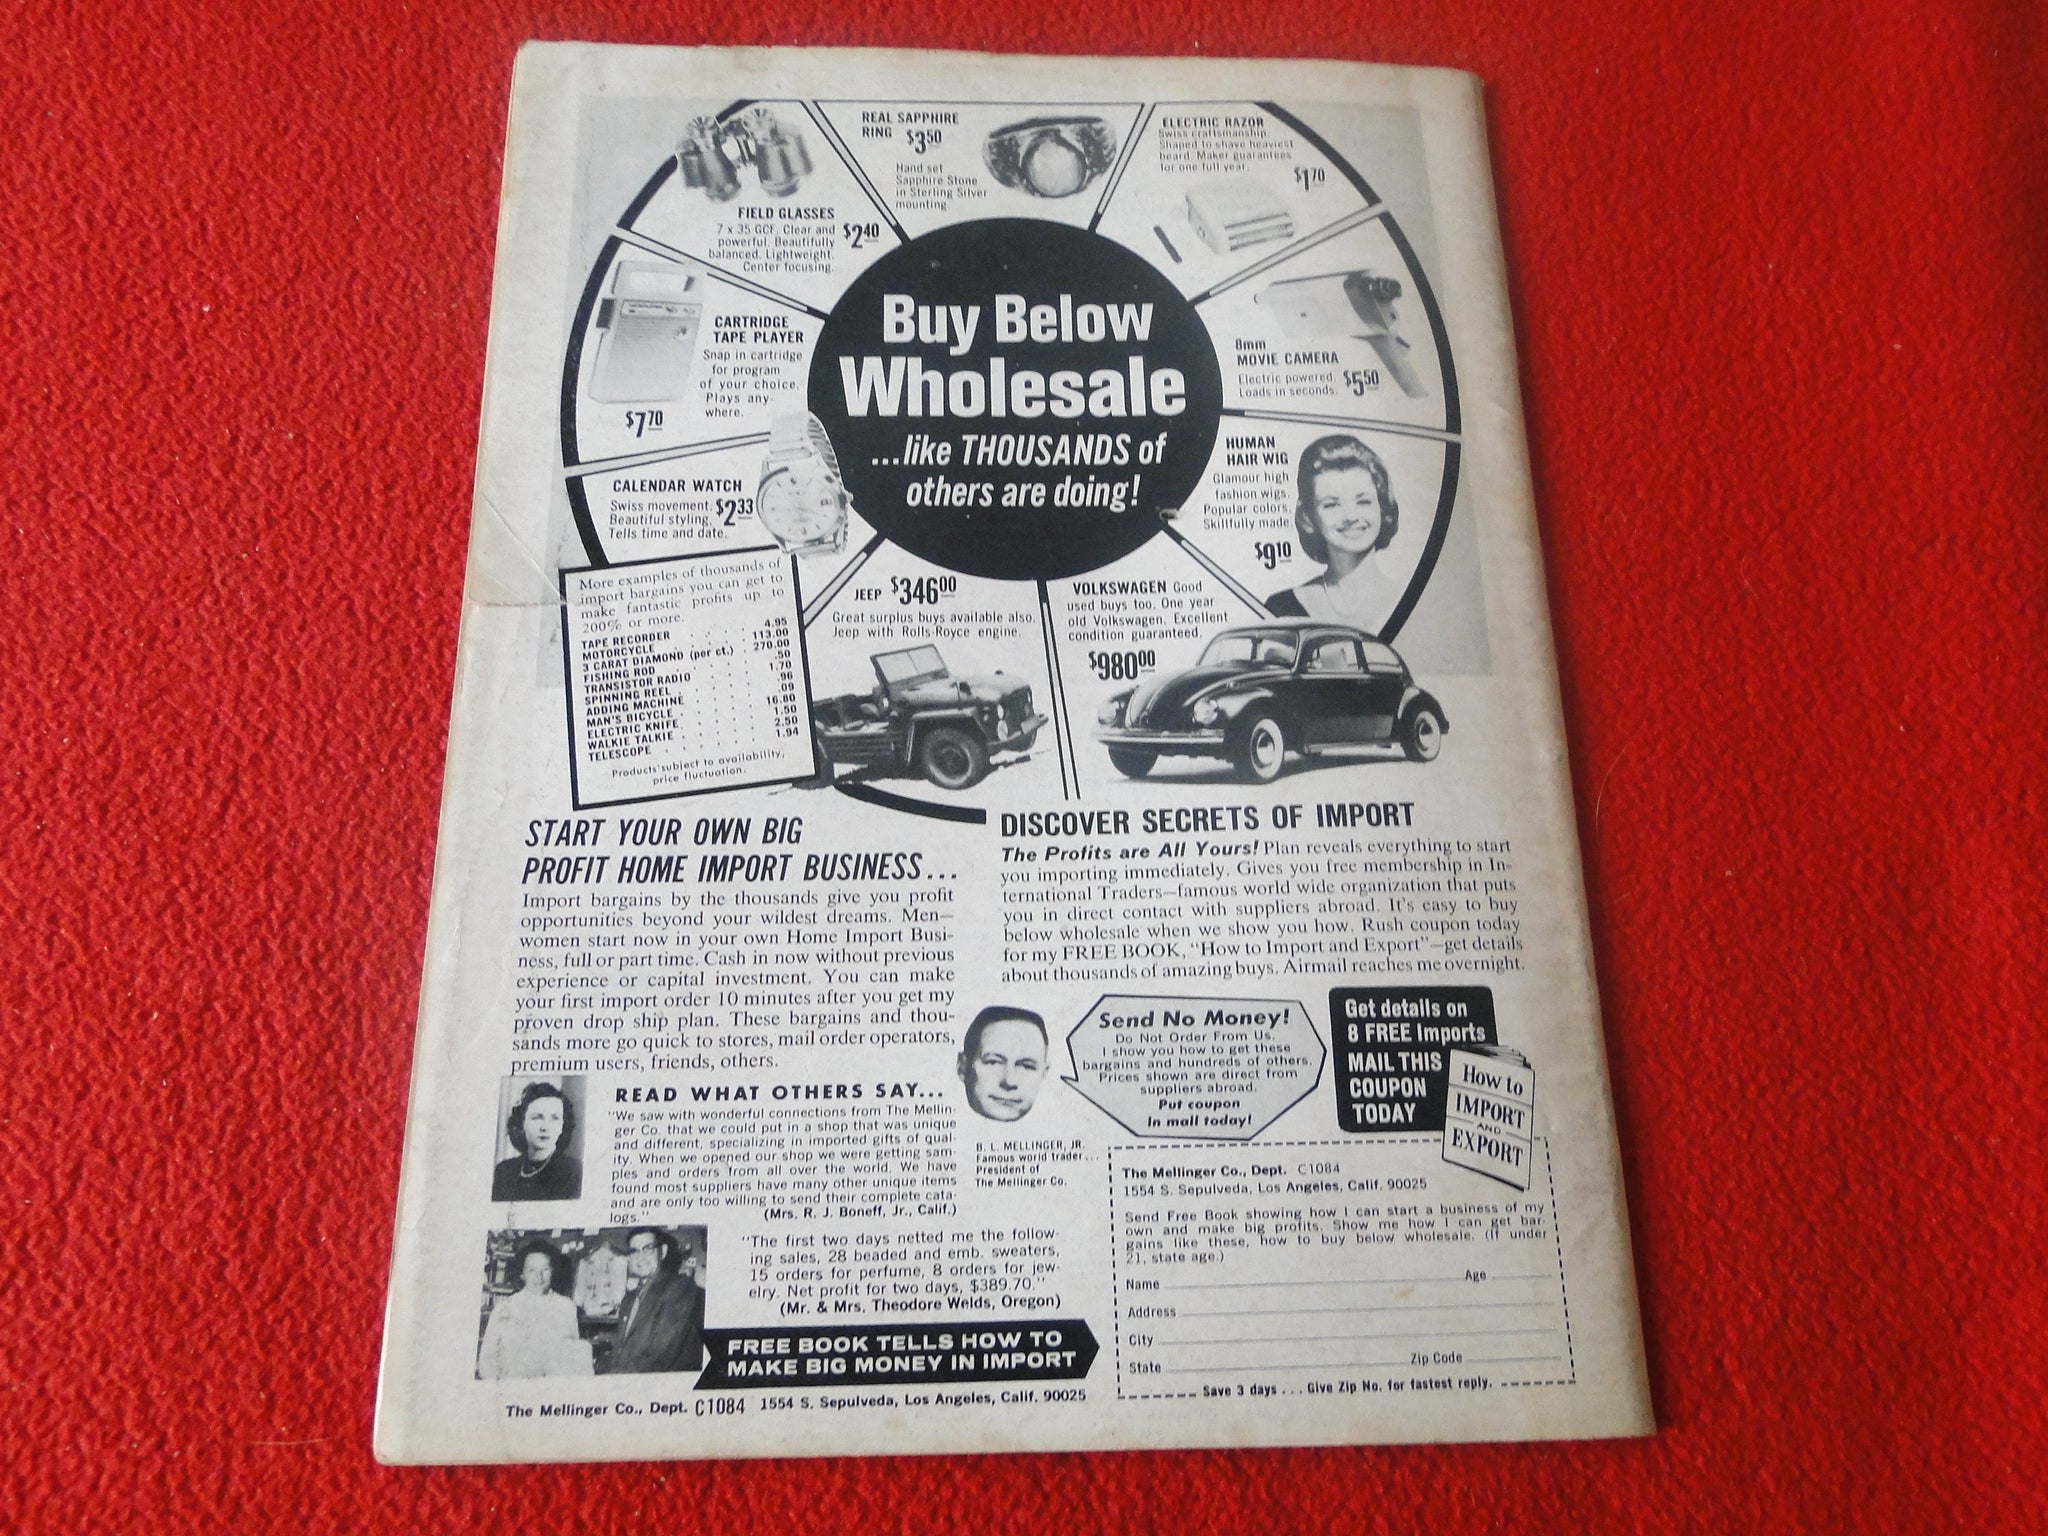 REAL SAPPHIRE
RING $3.50
Hand set
Sapphire Stone
in Sterling Silver
mounting.
ELECTRIC RAZOR
Swiss craftsmanship.
Shaped to shave heaviest
beard. Maker guarantees
for one full year.
$1.70
FIELD GLASSES
7 x 35 GCF. Clear and
powerful. Beautifully
balanced. Lightweight.
Center focusing.
$2.40
CARTRIDGE
TAPE PLAYER
Snap in cartridge
for program
of your choice.
Plays any-
where.
$7.70
8mm
MOVIE CAMERA
Electric powered.
Loads in seconds.
$5.50
Buy Below
Wholesale
...like THOUSANDS of
others are doing!
CALENDAR WATCH
Swiss movement.
Beautiful styling.
Tells time and date.
$2.33
HUMAN
HAIR WIG
Glamour high
fashion wigs.
Popular colors.
Skillfully made.
$9.10
More examples of thousands of
import bargains you can get to
make fantastic profits up to
200% or more.
TAPE RECORDER . . . . 4.95
MOTORCYCLE . . . . 113.00
3 CARAT DIAMOND (per ct.) . 270.00
FISHING ROD . . . . .50
TRANSISTOR RADIO . . . . 1.70
SPINNING REEL . . . . .96
ADDING MACHINE . . . . .09
MAN'S BICYCLE . . . . 16.80
ELECTRIC KNIFE . . . . 1.50
WALKIE TALKIE . . . . 2.50
TELESCOPE . . . . 1.94
Products subject to availability,
price fluctuation.
JEEP $346.00
Great surplus buys available also.
Jeep with Rolls-Royce engine.
VOLKSWAGEN Good
used buys too. One year
old Volkswagen. Excellent
condition guaranteed.
$980.00
START YOUR OWN BIG
PROFIT HOME IMPORT BUSINESS...
Import bargains by the thousands give you profit
opportunities beyond your wildest dreams. Men—
women start now in your own Home Import Busi-
ness, full or part time. Cash in now without previous
experience or capital investment. You can make
your first import order 10 minutes after you get my
proven drop ship plan. These bargains and thou-
sands more go quick to stores, mail order operators,
premium users, friends, others.
DISCOVER SECRETS OF IMPORT
The Profits are All Yours! Plan reveals everything to start
you importing immediately. Gives you free membership in In-
ternational Traders—famous world wide organization that puts
you in direct contact with suppliers abroad. It's easy to buy
below wholesale when we show you how. Rush coupon today
for my FREE BOOK, "How to Import and Export"—get details
about thousands of amazing buys. Airmail reaches me overnight.
READ WHAT OTHERS SAY...
"We saw with wonderful connections from The Mellin-
ger Co. that we could put in a shop that was unique
and different, specializing in imported gifts of qual-
ity. When we opened our shop we were getting sam-
ples and orders from all over the world. We have
found most suppliers have many other unique items
and are only too willing to send their complete cata-
logs." (Mrs. R. J. Boneff, Jr., Calif.)
"The first two days netted me the follow-
ing sales, 28 beaded and emb. sweaters,
15 orders for perfume, 8 orders for jew-
elry. Net profit for two days, $389.70."
(Mr. & Mrs. Theodore Welds, Oregon)
FREE BOOK TELLS HOW TO
MAKE BIG MONEY IN IMPORT
The Mellinger Co., Dept. C1084 1554 S. Sepulveda, Los Angeles, Calif. 90025
B. L. MELLINGER, JR.
Famous world trader...
President of
The Mellinger Co.
Send No Money!
Do Not Order From Us.
I show you how to get these
bargains and hundreds of others.
Prices shown are direct from
suppliers abroad.
Put coupon
in mail today!
Get details on
8 FREE Imports
MAIL THIS
COUPON
TODAY
How to
IMPORT
AND
EXPORT
The Mellinger Co., Dept. C1084
1554 S. Sepulveda, Los Angeles, Calif. 90025
Send Free Book showing how I can start a business of my
own and make big profits. Show me how I can get bar-
gains like these, how to buy below wholesale. (If under
21, state age.)
Name Age
Address
City
State Zip Code
Save 3 days . . . Give Zip No. for fastest reply.